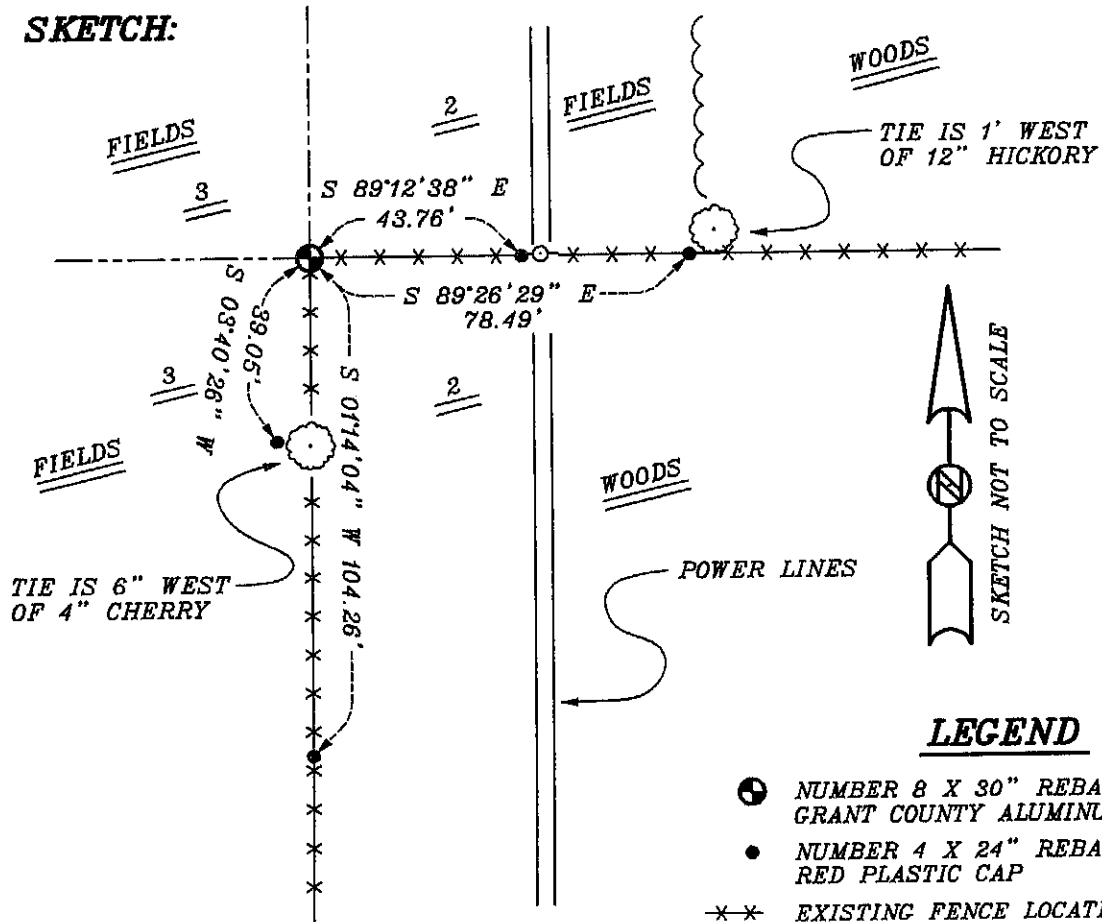 SKETCH:
WOODS
FIELDS
2
FIELDS
TIE IS 1' WEST
OF 12" HICKORY
3
S 89°12'38" E
43.76'
S 89°26'29" E
78.49'
39.05'
S 03°40'26" W
S 01°14'04" W 104.26'
3
2
FIELDS
WOODS
SKETCH NOT TO SCALE
N
TIE IS 6" WEST
OF 4" CHERRY
POWER LINES
LEGEND
NUMBER 8 X 30" REBA
GRANT COUNTY ALUMINU
NUMBER 4 X 24" REBA
RED PLASTIC CAP
EXISTING FENCE LOCATI